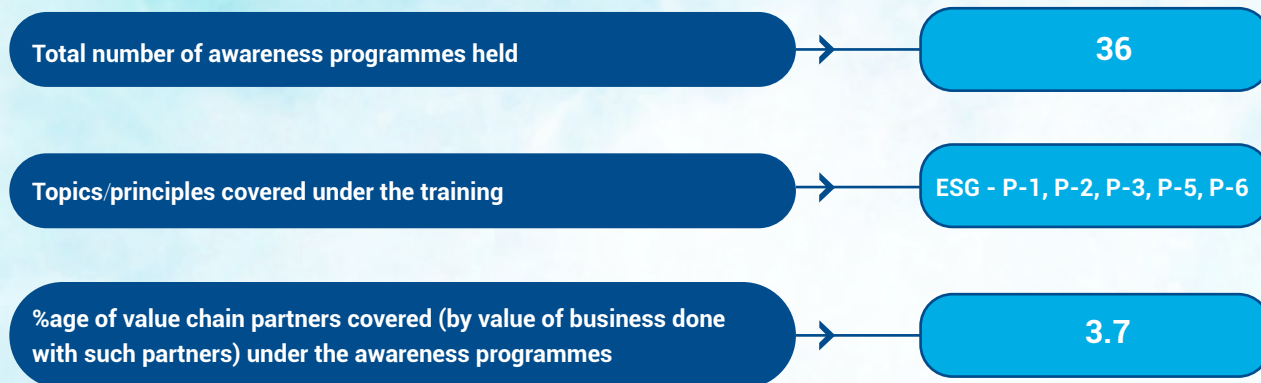 Total number of awareness programmes held
36
Topics/principles covered under the training
ESG - P-1, P-2, P-3, P-5, P-6
%age of value chain partners covered (by value of business done
with such partners) under the awareness programmes
3.7